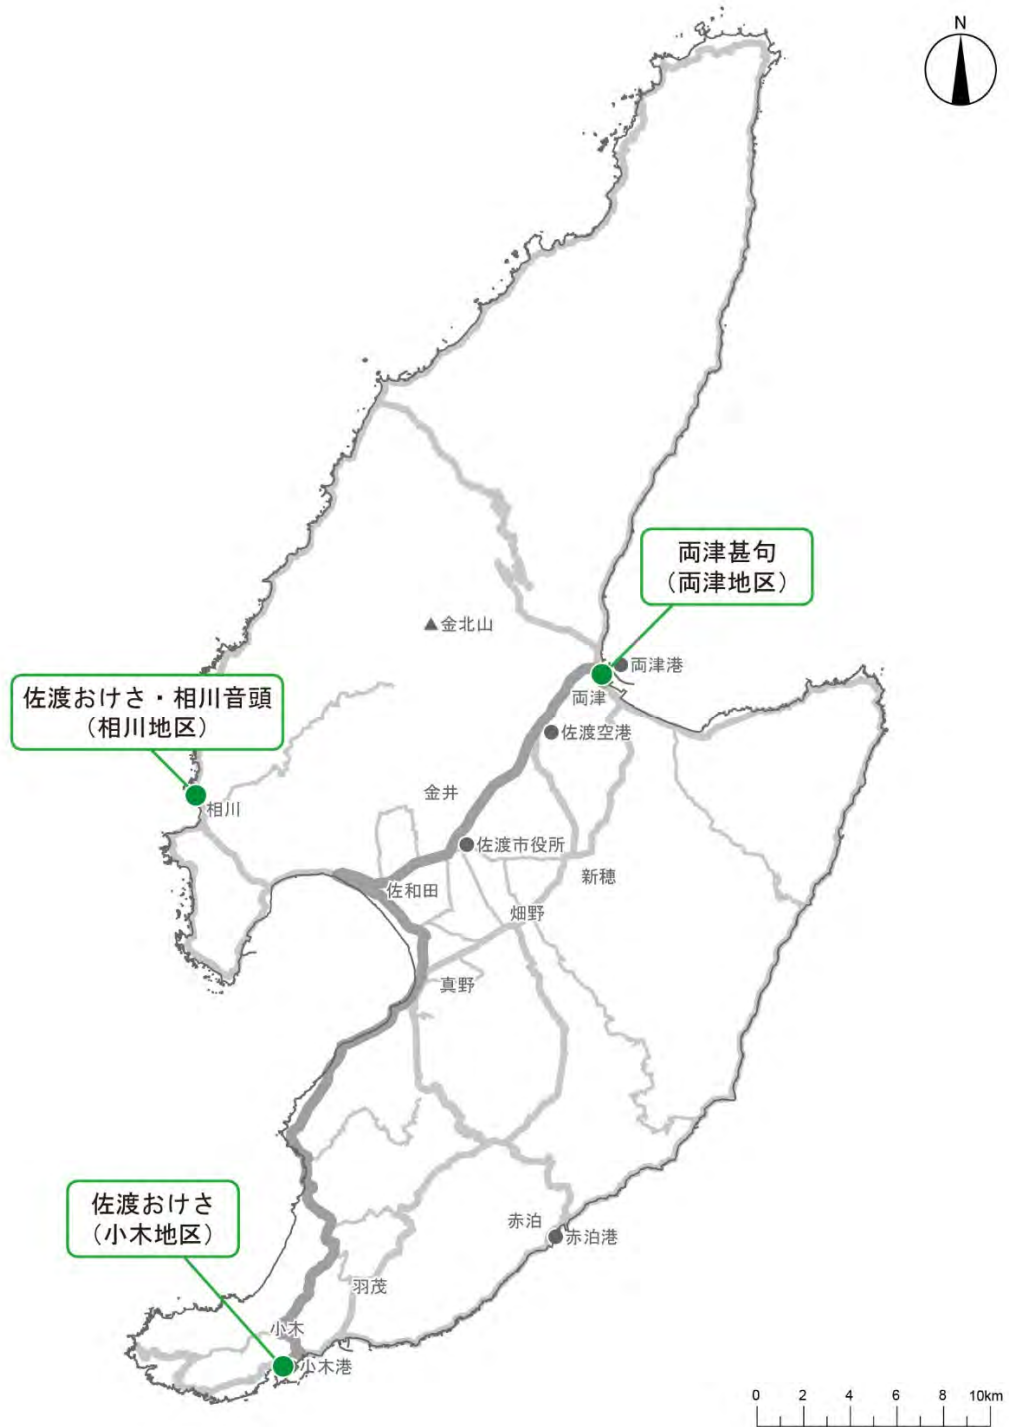 N
両津甚句
（両津地区）
▲金北山
両津港
両津
佐渡おけさ・相川音頭
（相川地区）
佐渡空港
金井
相川
佐渡市役所
新穂
佐和田
畑野
真野
佐渡おけさ
（小木地区）
赤泊
赤泊港
羽茂
小木
小木港
0 2 4 6 8 10km